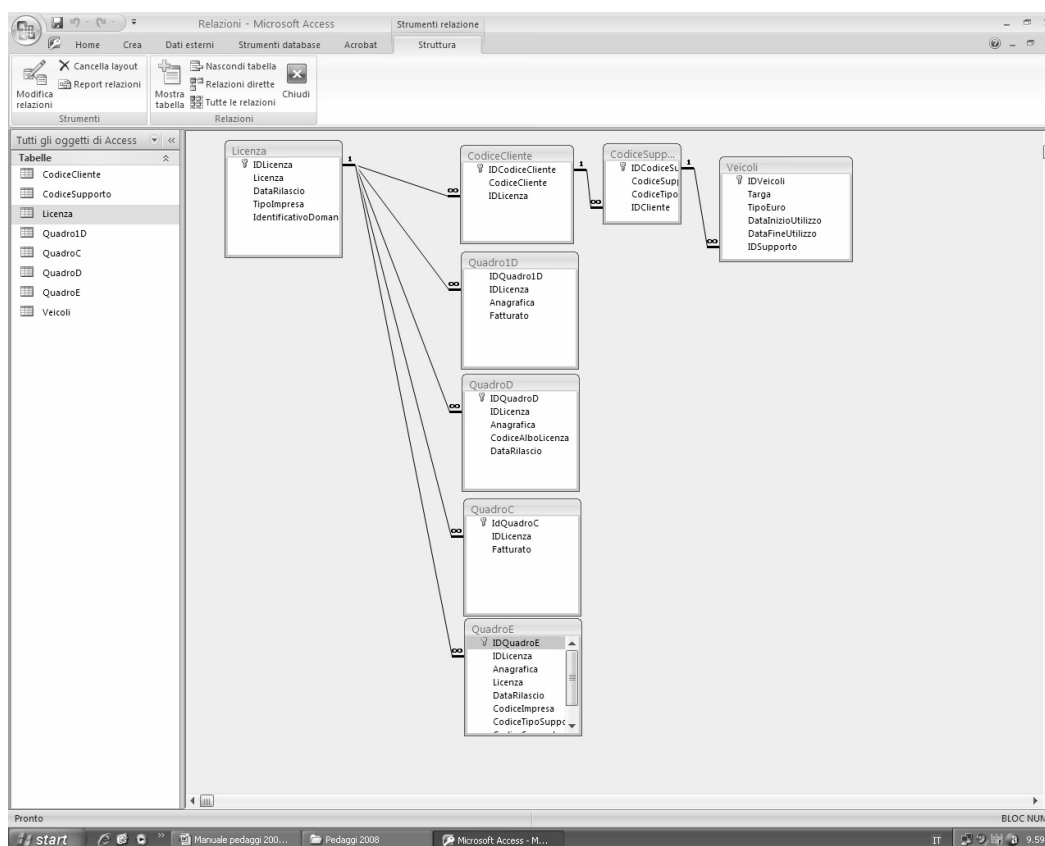 Relazioni - Microsoft Access
Strumenti relazione
Home Crea Dati esterni Strumenti database Acrobat Struttura
Modifica relazioni
Cancella layout
Report relazioni
Strumenti
Mostra tabella
Nascondi tabella
Relazioni dirette
Tutte le relazioni
Chiudi
Relazioni
Tutti gli oggetti di Access
Tabelle
CodiceCliente
CodiceSupporto
Licenza
Quadro1D
QuadroC
QuadroD
QuadroE
Veicoli
Licenza
IDLicenza
Licenza
DataRilascio
TipoImpresa
IdentificativoDoman
1
∞
∞
∞
∞
∞
CodiceCliente
IDCodiceCliente
CodiceCliente
IDLicenza
1
∞
CodiceSupp...
IDCodiceSu
CodiceSupp
CodiceTipo
IDCliente
1
∞
Veicoli
IDVeicoli
Targa
TipoEuro
DataInizioUtilizzo
DataFineUtilizzo
IDSupporto
Quadro1D
IDQuadro1D
IDLicenza
Anagrafica
Fatturato
QuadroD
IDQuadroD
IDLicenza
Anagrafica
CodiceAlboLicenza
DataRilascio
QuadroC
IdQuadroC
IDLicenza
Fatturato
QuadroE
IDQuadroE
IDLicenza
Anagrafica
Licenza
DataRilascio
CodiceImpresa
CodiceTipoSuppo
Pronto
BLOC NUM
start
Manuale pedaggi 200...
Pedaggi 2008
Microsoft Access - M...
IT
9.59